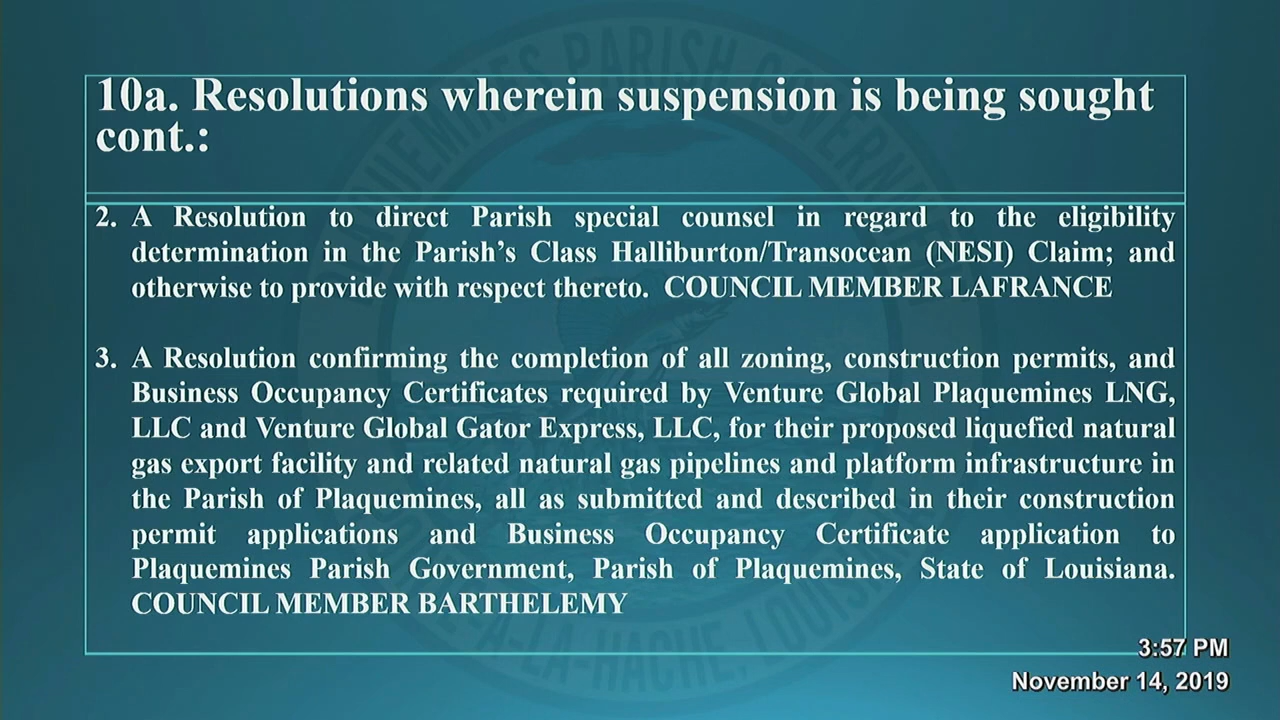 10a. Resolutions wherein suspension is being sought
cont.:
2. A Resolution to direct Parish special counsel in regard to the eligibility
determination in the Parish's Class Halliburton/Transocean (NESI) Claim; and
otherwise to provide with respect thereto. COUNCIL MEMBER LAFRANCE
3. A Resolution confirming the completion of all zoning, construction permits, and
Business Occupancy Certificates required by Venture Global Plaquemines LNG,
LLC and Venture Global Gator Express, LLC, for their proposed liquefied natural
gas export facility and related natural gas pipelines and platform infrastructure in
the Parish of Plaquemines, all as submitted and described in their construction
permit applications and Business Occupancy Certificate application to
Plaquemines Parish Government, Parish of Plaquemines, State of Louisiana.
COUNCIL MEMBER BARTHELEMY
3:57 PM
November 14, 2019